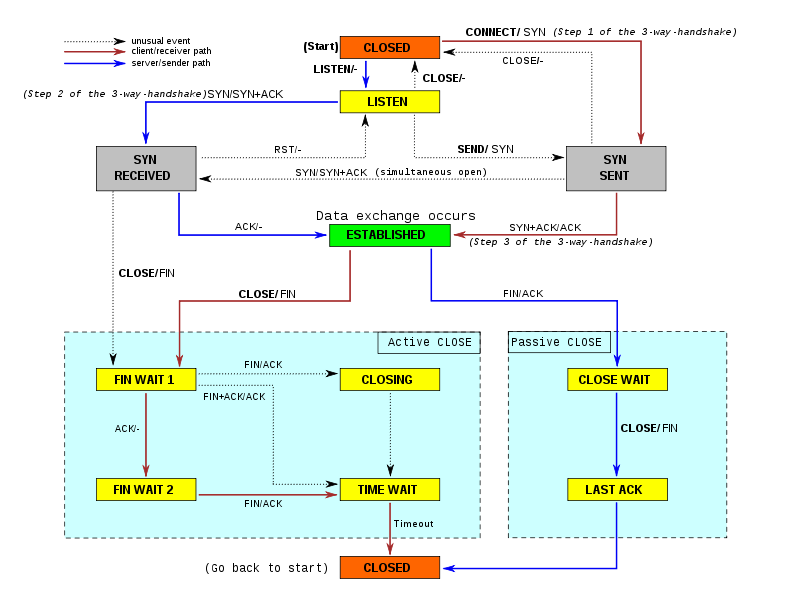 unusual event
client/receiver path
server/sender path
(Start)
CLOSED
CONNECT/ SYN (Step 1 of the 3-way-handshake)
CLOSE/-
LISTEN/-
CLOSE/-
(Step 2 of the 3-way-handshake)SYN/SYN+ACK
LISTEN
RST/-
SEND/ SYN
SYN
RECEIVED
SYN
SENT
SYN/SYN+ACK (simultaneous open)
Data exchange occurs
ACK/-
ESTABLISHED
SYN+ACK/ACK
(Step 3 of the 3-way-handshake)
CLOSE/ FIN
CLOSE/ FIN
FIN/ACK
Active CLOSE
Passive CLOSE
FIN/ACK
FIN WAIT 1
CLOSING
CLOSE WAIT
FIN+ACK/ACK
ACK/-
CLOSE/ FIN
FIN WAIT 2
TIME WAIT
LAST ACK
FIN/ACK
Timeout
(Go back to start)
CLOSED